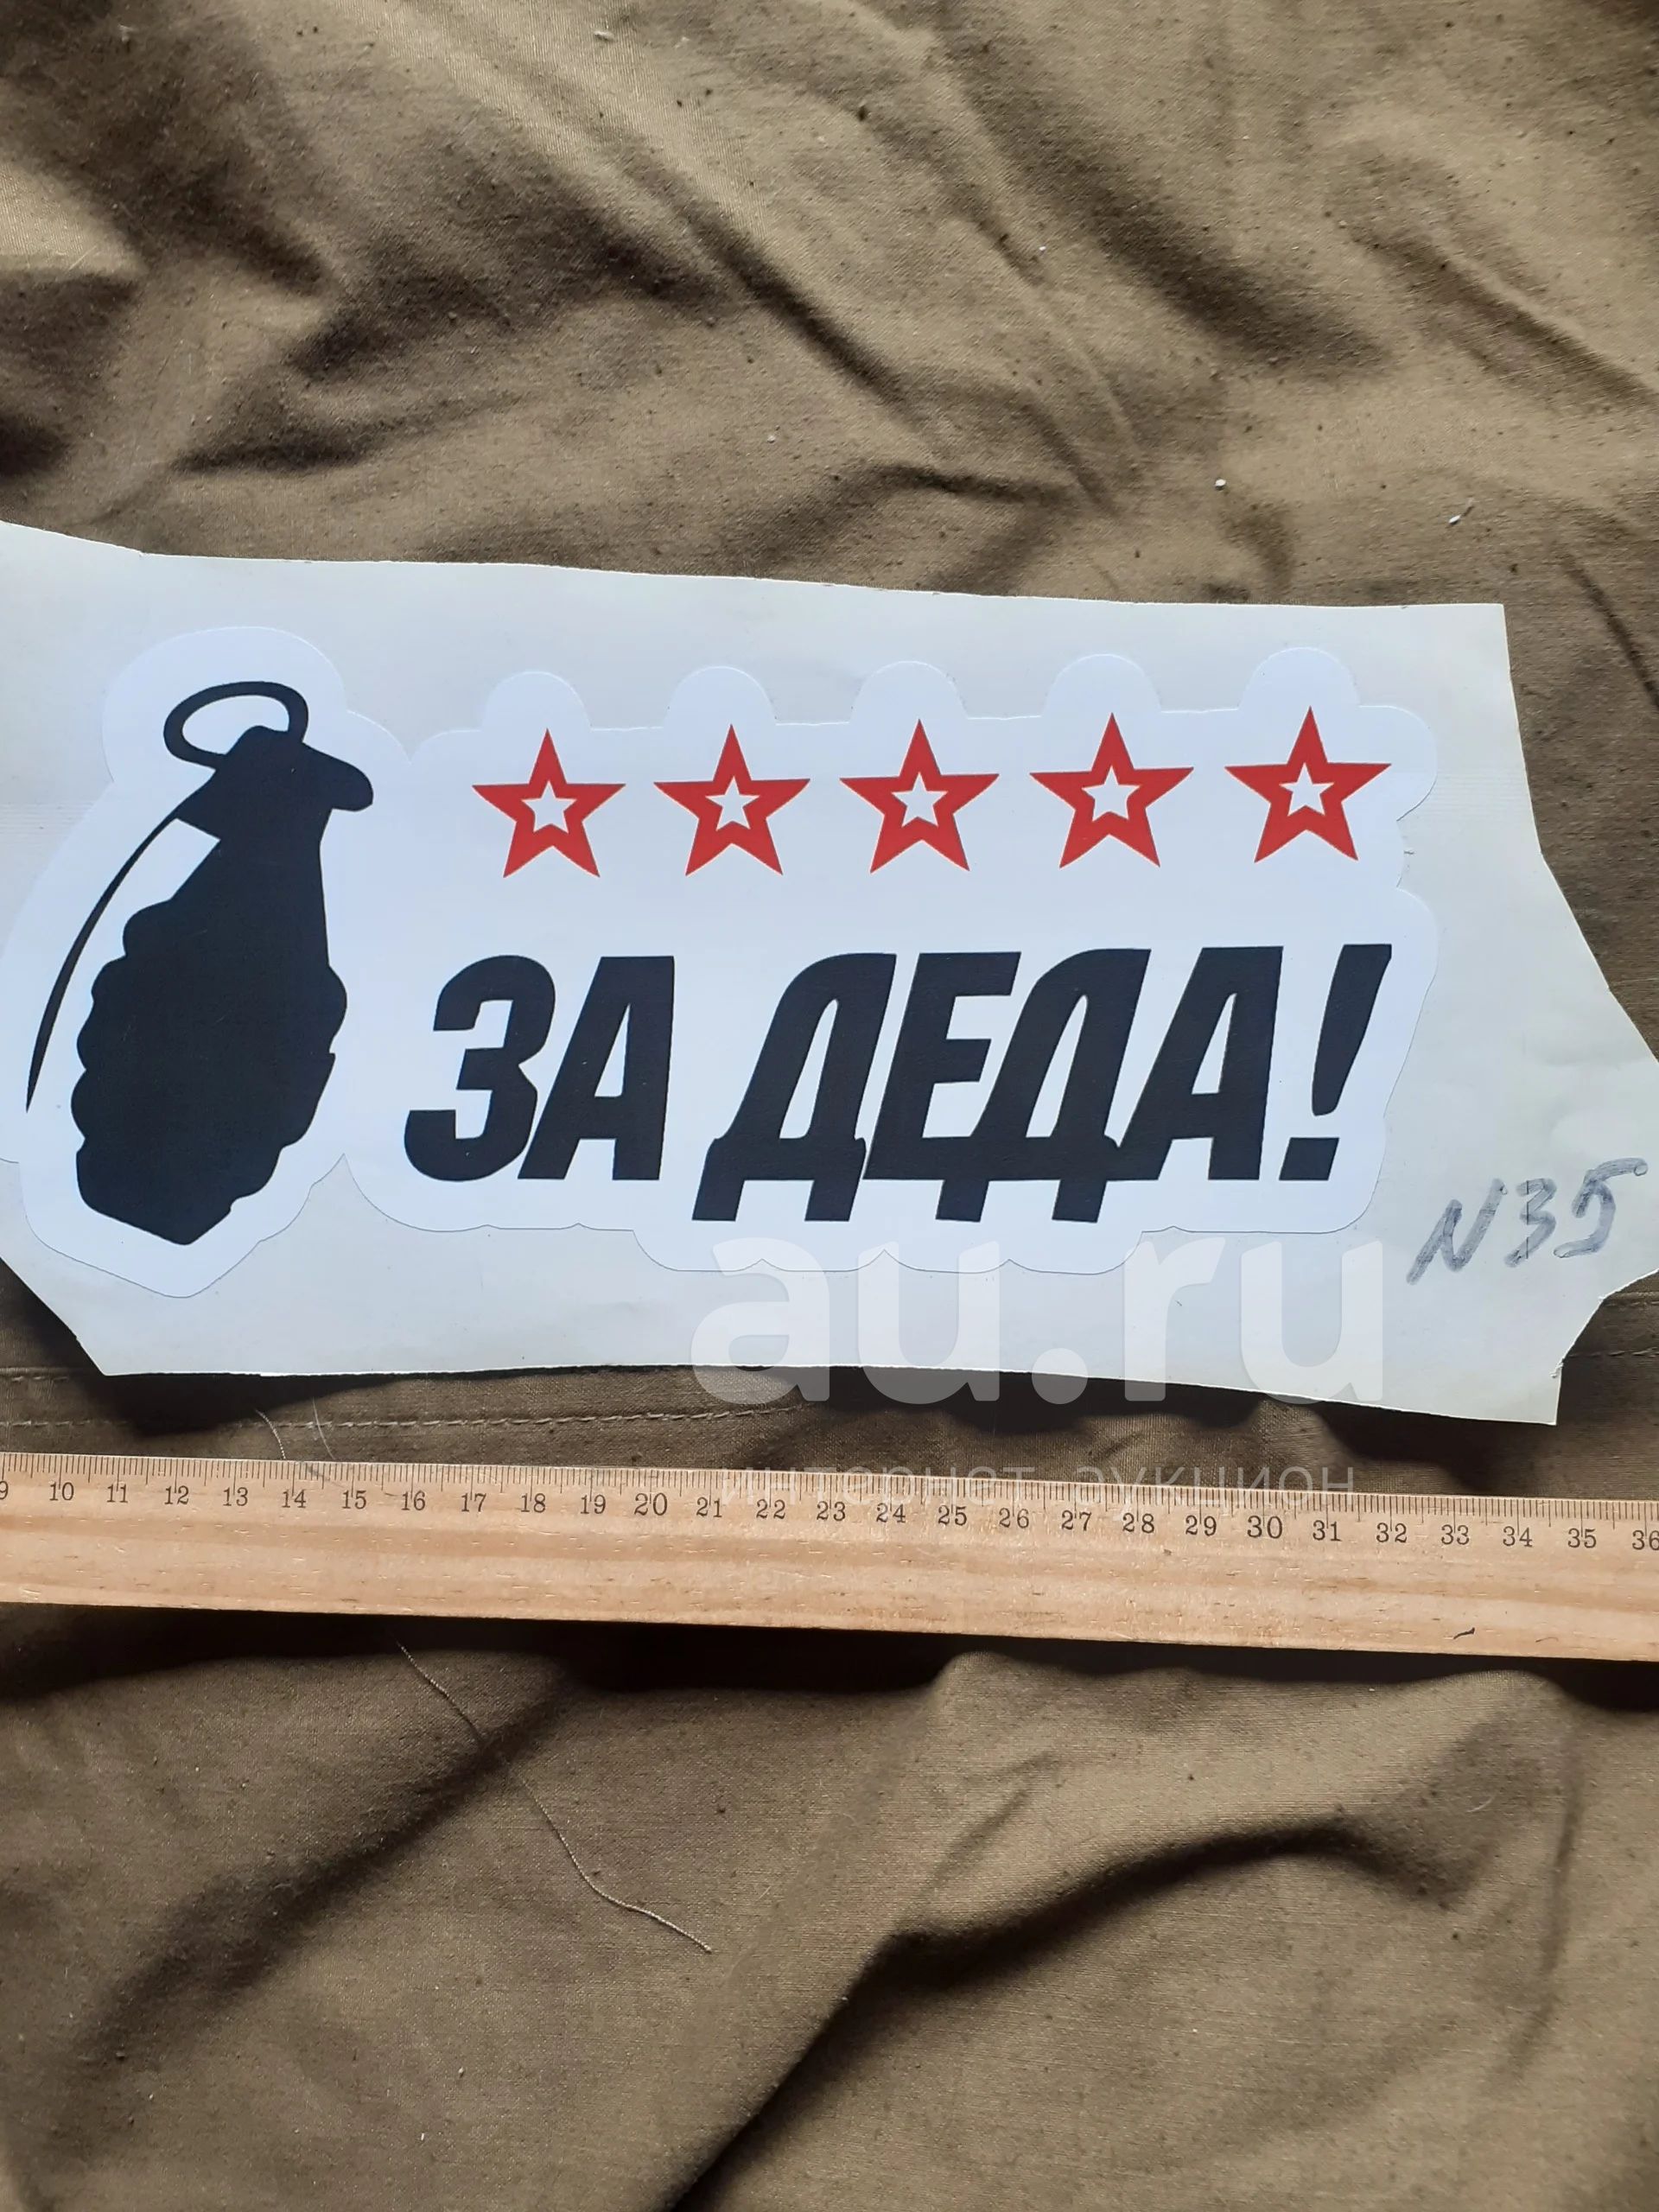 ЗА ДЕДА!
N35
au.ru
интернет аукцион
9 10 11 12 13 14 15 16 17 18 19 20 21 22 23 24 25 26 27 28 29 30 31 32 33 34 35 36